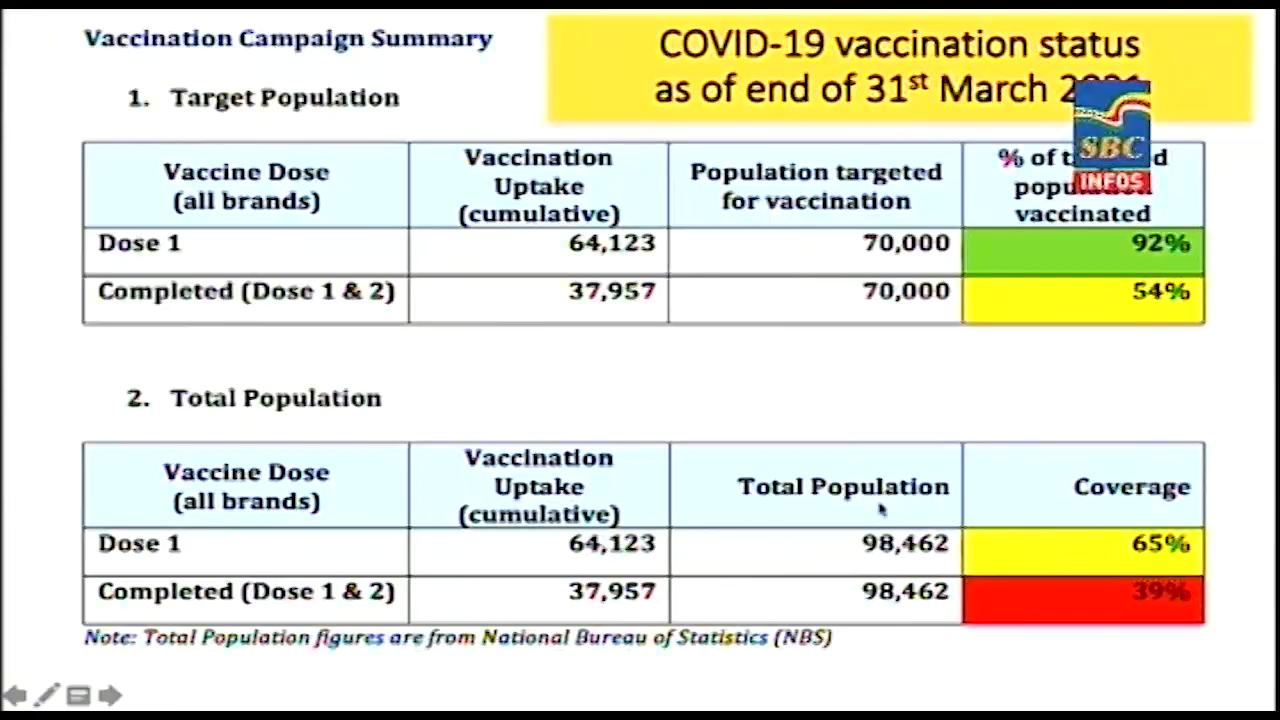 Vaccination Campaign Summary
COVID-19 vaccination status
as of end of 31st March
1. Target Population
Vaccine Dose
(all brands)
Vaccination
Uptake
(cumulative)
Population targeted
for vaccination
% of
SBC
INFOS
vaccinated
Dose 1 64,123 70,000 92%
Completed (Dose 1 & 2) 37,957 70,000 54%
2. Total Population
Vaccine Dose
(all brands)
Vaccination
Uptake
(cumulative)
Total Population
Coverage
Dose 1 64,123 98,462 65%
Completed (Dose 1 & 2) 37,957 98,462 39%
Note: Total Population figures are from National Bureau of Statistics (NBS)